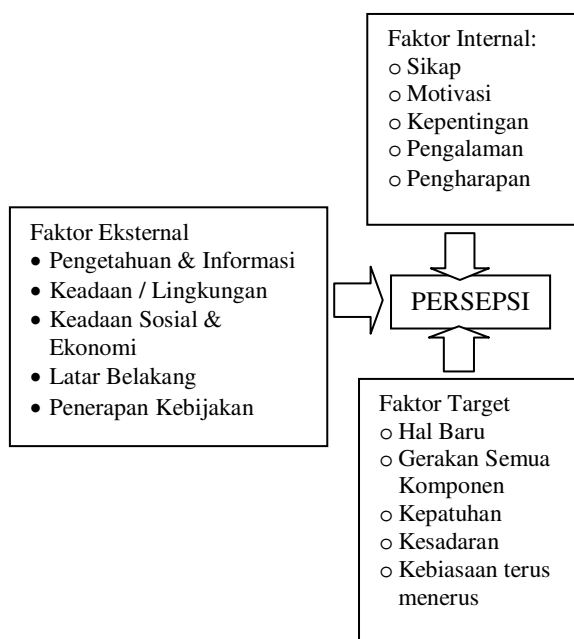 Faktor Internal:
o Sikap
o Motivasi
o Kepentingan
o Pengalaman
o Pengharapan
Faktor Eksternal
• Pengetahuan & Informasi
• Keadaan / Lingkungan
• Keadaan Sosial &
Ekonomi
• Latar Belakang
• Penerapan Kebijakan
PERSEPSI
Faktor Target
o Hal Baru
o Gerakan Semua
Komponen
o Kepatuhan
o Kesadaran
o Kebiasaan terus
menerus